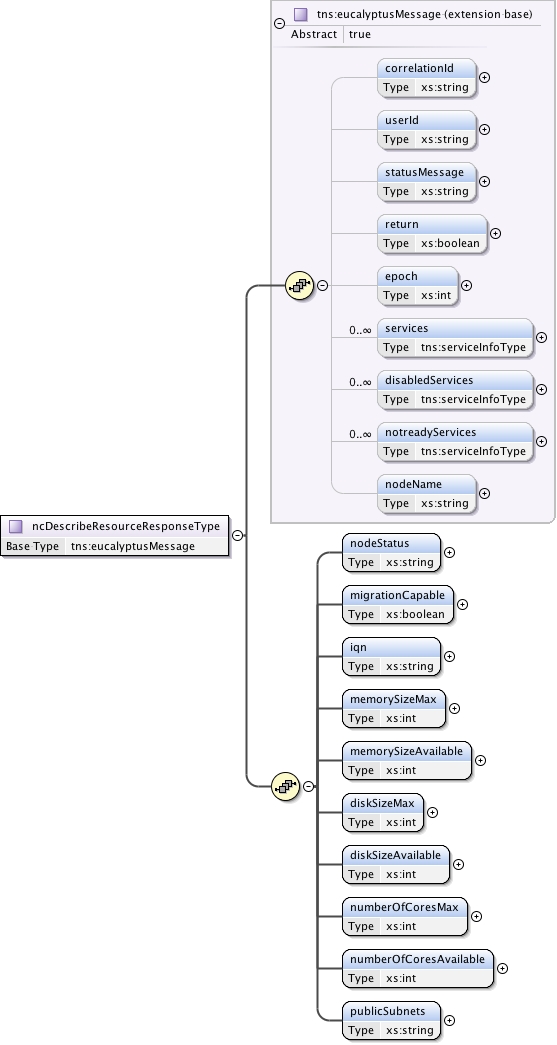 tns:eucalyptusMessage (extension base)
Abstract true
correlationId
Type xs:string
userId
Type xs:string
statusMessage
Type xs:string
return
Type xs:boolean
epoch
Type xs:int
0..∞ services
Type tns:serviceInfoType
0..∞ disabledServices
Type tns:serviceInfoType
0..∞ notreadyServices
Type tns:serviceInfoType
nodeName
Type xs:string
ncDescribeResourceResponseType
Base Type tns:eucalyptusMessage
nodeStatus
Type xs:string
migrationCapable
Type xs:boolean
iqn
Type xs:string
memorySizeMax
Type xs:int
memorySizeAvailable
Type xs:int
diskSizeMax
Type xs:int
diskSizeAvailable
Type xs:int
numberOfCoresMax
Type xs:int
numberOfCoresAvailable
Type xs:int
publicSubnets
Type xs:string